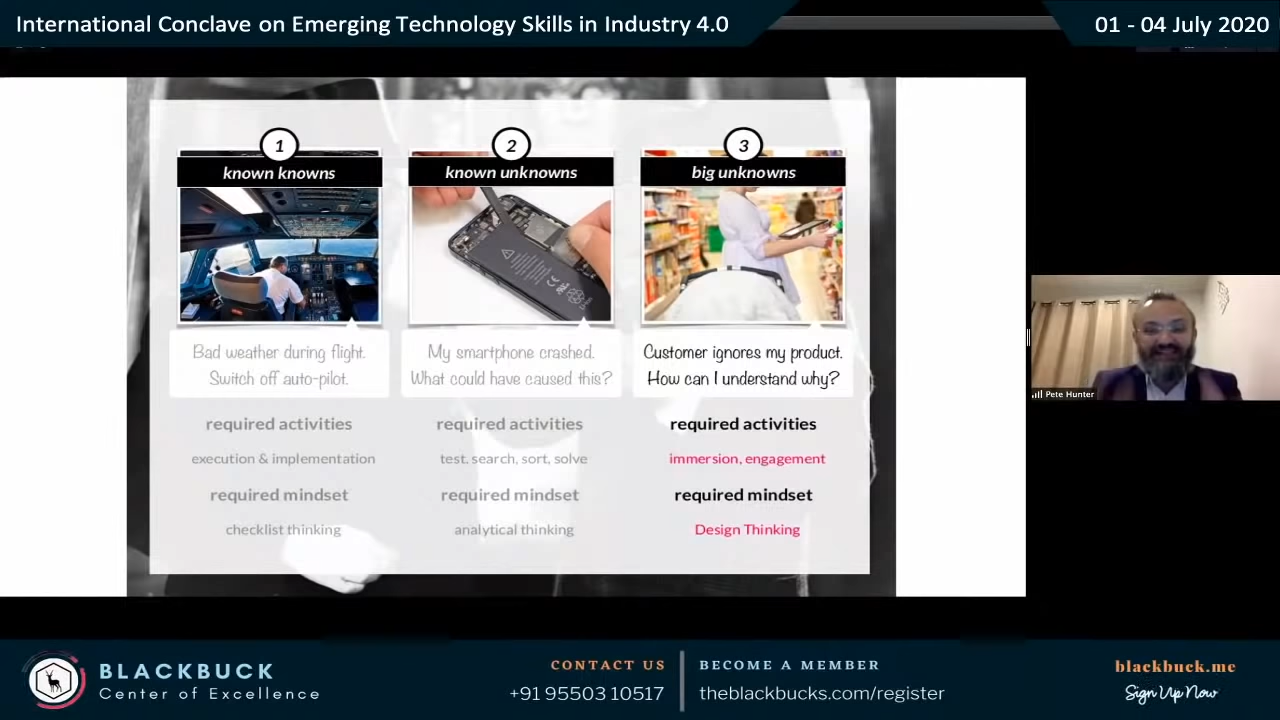 International Conclave on Emerging Technology Skills in Industry 4.0
01 - 04 July 2020
1
known knowns
Bad weather during flight.
Switch off auto-pilot.
required activities
execution & implementation
required mindset
checklist thinking
2
known unknowns
My smartphone crashed.
What could have caused this?
required activities
test, search, sort, solve
required mindset
analytical thinking
3
big unknowns
Customer ignores my product.
How can I understand why?
required activities
immersion, engagement
required mindset
Design Thinking
Pete Hunter
BLACKBUCK
Center of Excellence
CONTACT US
+91 95503 10517
BECOME A MEMBER
theblackbucks.com/register
blackbuck.me
Sign Up Now